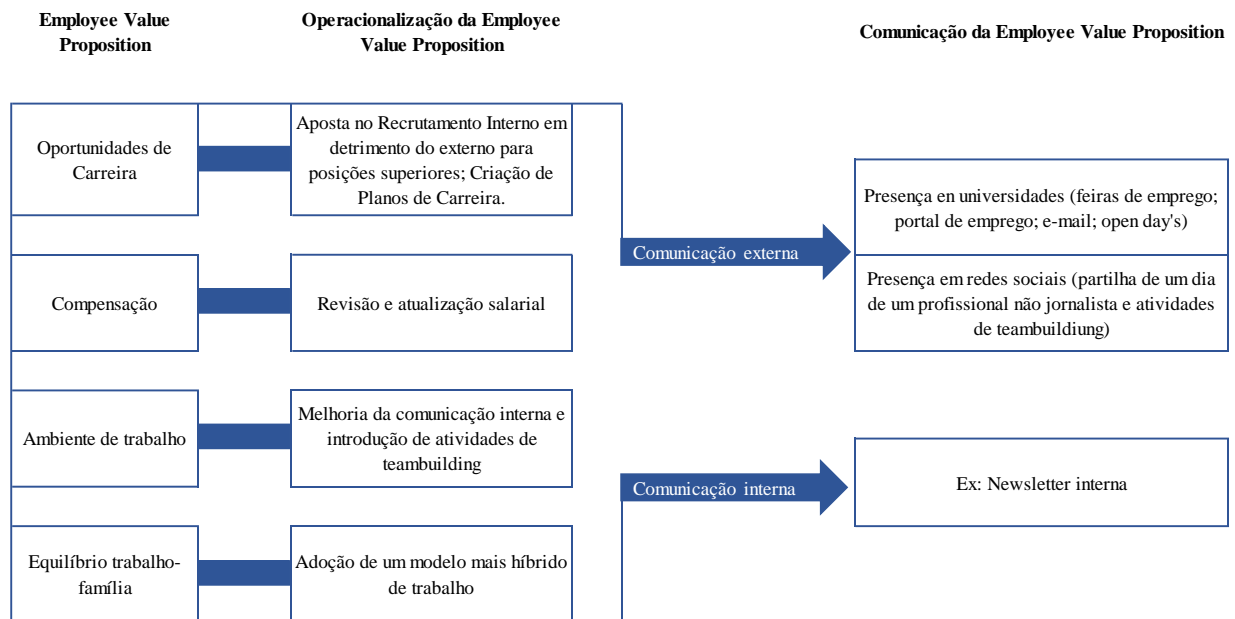 Employee Value
Proposition
Operacionalização da Employee
Value Proposition
Comunicação da Employee Value Proposition
Oportunidades de
Carreira
Aposta no Recrutamento Interno em
detrimento do externo para
posições superiores; Criação de
Planos de Carreira.
Compensação
Revisão e atualização salarial
Ambiente de trabalho
Melhoria da comunicação interna e
introdução de atividades de
teambuilding
Equilíbrio trabalho-
família
Adoção de um modelo mais híbrido
de trabalho
Comunicação externa
Presença en universidades (feiras de emprego;
portal de emprego; e-mail; open day's)
Presença em redes sociais (partilha de um dia
de um profissional não jornalista e atividades
de teambuildiung)
Comunicação interna
Ex: Newsletter interna